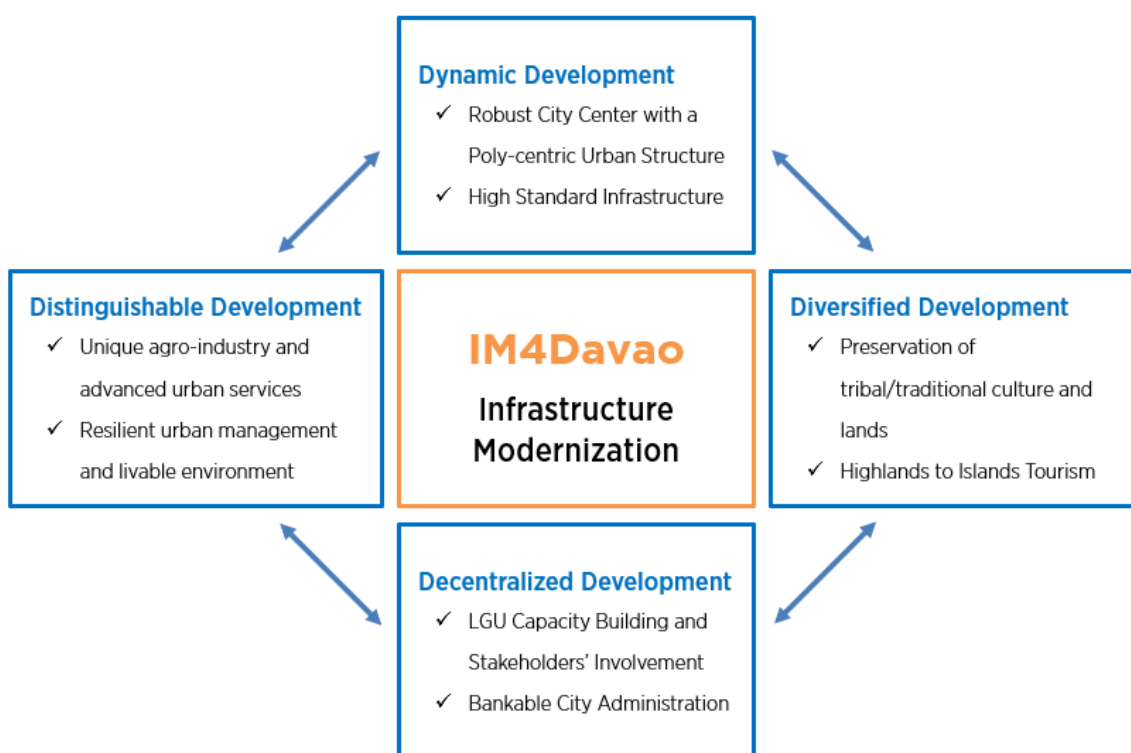 Dynamic Development
✓ Robust City Center with a
Poly-centric Urban Structure
✓ High Standard Infrastructure
Distinguishable Development
✓ Unique agro-industry and
advanced urban services
✓ Resilient urban management
and livable environment
IM4Davao
Infrastructure
Modernization
Diversified Development
✓ Preservation of
tribal/traditional culture and
lands
✓ Highlands to Islands Tourism
Decentralized Development
✓ LGU Capacity Building and
Stakeholders’ Involvement
✓ Bankable City Administration